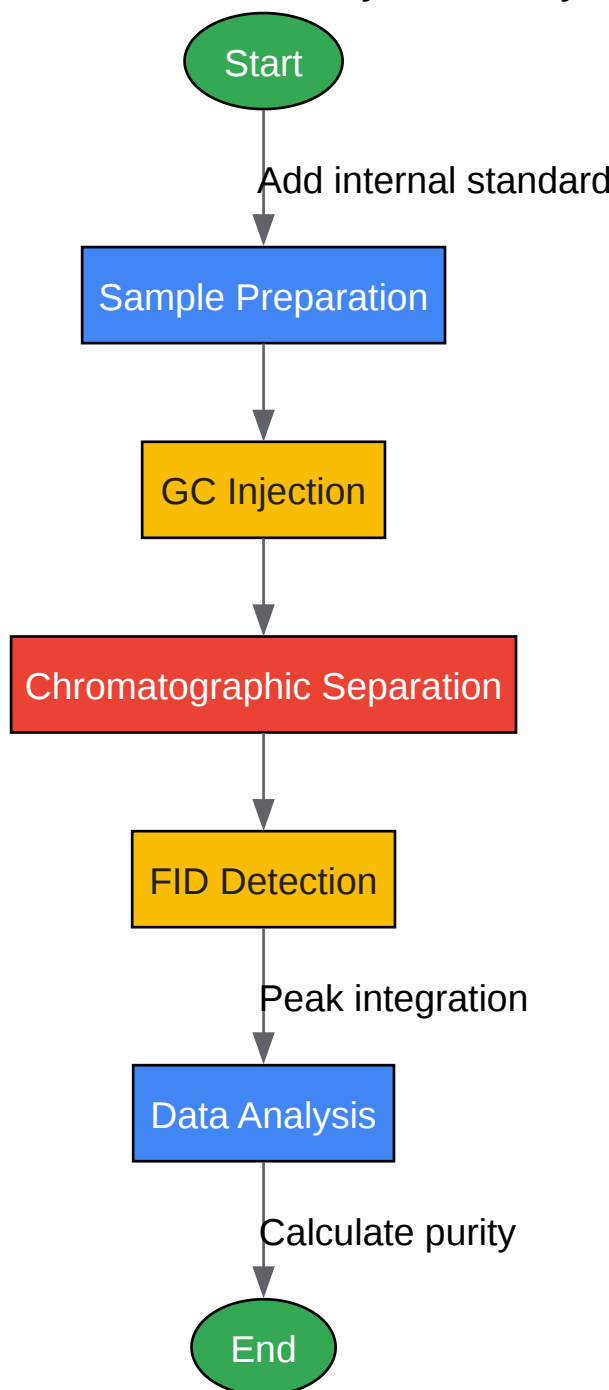 Start
Add internal standard
Sample Preparation
GC Injection
Chromatographic Separation
FID Detection
Peak integration
Data Analysis
Calculate purity
End